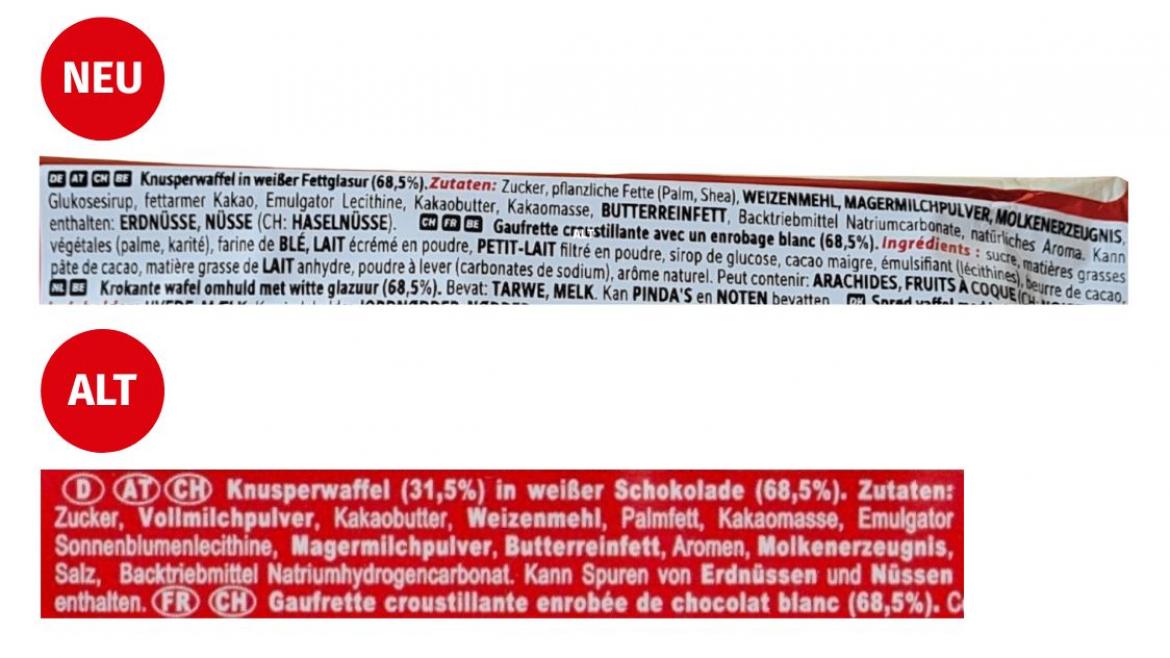 NEU
DE AT CH BE Knusperwaffel in weißer Fettglasur (68,5%). Zutaten: Zucker, pflanzliche Fette (Palm, Shea), WEIZENMEHL, MAGERMILCHPULVER, MOLKENERZEUGNIS,
Glukosesirup, fettarmer Kakao, Emulgator Lecithine, Kakaobutter, Kakaomasse, BUTTERREINFETT, Backtriebmittel Natriumcarbonate, natürliches Aroma. Kann
enthalten: ERDNÜSSE, NÜSSE (CH: HASELNÜSSE). CH FR BE Gaufrette croustillante avec un enrobage blanc (68,5%). Ingrédients : sucre, matières grasses
végétales (palme, karité), farine de BLÉ, LAIT écrémé en poudre, PETIT-LAIT filtré en poudre, sirop de glucose, cacao maigre, émulsifiant (lécithines), beurre de cacao,
pâte de cacao, matière grasse de LAIT anhydre, poudre à lever (carbonates de sodium), arôme naturel. Peut contenir: ARACHIDES, FRUITS À COQUE (CH:
NL BE Krokante wafel omhuld met witte glazuur (68,5%). Bevat: TARWE, MELK. Kan PINDA'S en NOTEN bevatten. DK
ALT
ALT
D AT CH Knusperwaffel (31,5%) in weißer Schokolade (68,5%). Zutaten:
Zucker, Vollmilchpulver, Kakaobutter, Weizenmehl, Palmfett, Kakaomasse, Emulgator
Sonnenblumenlecithine, Magermilchpulver, Butterreinfett, Aromen, Molkenerzeugnis,
Salz, Backtriebmittel Natriumhydrogencarbonat. Kann Spuren von Erdnüssen und Nüssen
enthalten. FR CH Gaufrette croustillante enrobée de chocolat blanc (68,5%). C